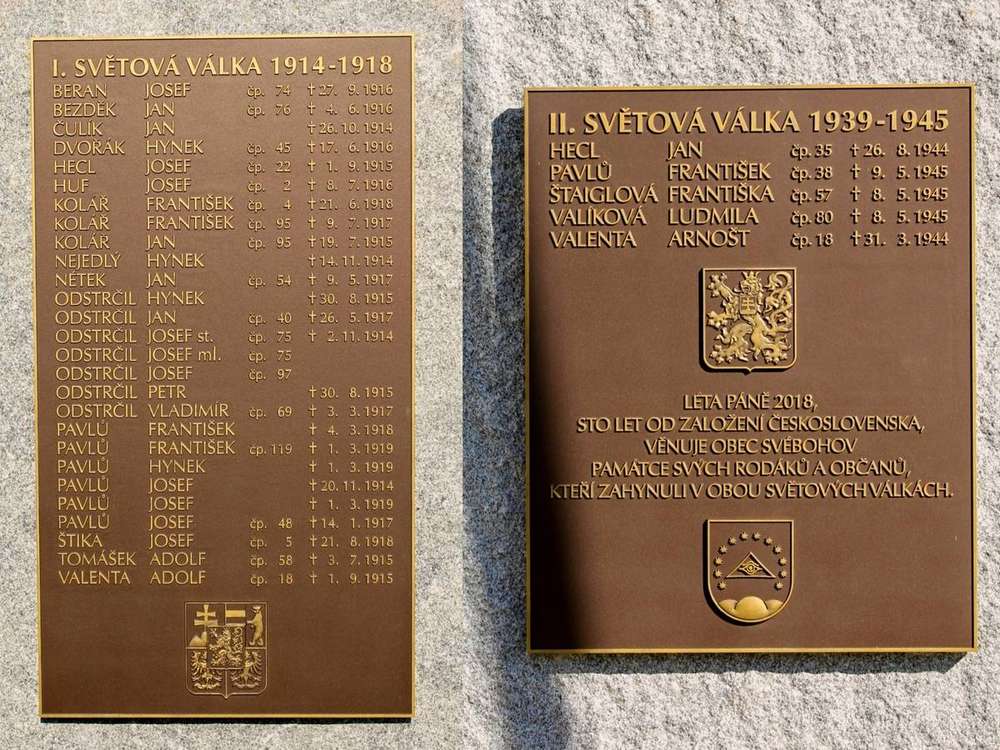 I. SVĚTOVÁ VÁLKA 1914-1918
BERAN JOSEF čp. 74 †27. 9. 1916
BEZDĚK JAN čp. 76 † 4. 6. 1916
ČULÍK JAN †26. 10. 1914
DVOŘÁK HYNEK čp. 45 †17. 6. 1916
HECL JOSEF čp. 22 † 1. 9. 1915
HUF JOSEF čp. 2 † 8. 7. 1916
KOLÁŘ FRANTIŠEK čp. 4 †21. 6. 1918
KOLÁŘ FRANTIŠEK čp. 95 † 9. 7. 1917
KOLÁŘ JAN čp. 95 †19. 7. 1915
NEJEDLÝ HYNEK †14. 11. 1914
NÉTEK JAN čp. 54 † 9. 5. 1917
ODSTRČIL HYNEK †30. 8. 1915
ODSTRČIL JAN čp. 40 †26. 5. 1917
ODSTRČIL JOSEF st. čp. 75 † 2. 11. 1914
ODSTRČIL JOSEF ml. čp. 75
ODSTRČIL JOSEF čp. 97
ODSTRČIL PETR †30. 8. 1915
ODSTRČIL VLADIMÍR čp. 69 † 3. 3. 1917
PAVLŮ FRANTIŠEK † 4. 3. 1918
PAVLŮ FRANTIŠEK čp. 119 † 1. 3. 1919
PAVLŮ HYNEK † 1. 3. 1919
PAVLŮ JOSEF †20. 11. 1914
PAVLŮ JOSEF † 1. 3. 1919
PAVLŮ JOSEF čp. 48 †14. 1. 1917
ŠTIKA JOSEF čp. 5 †21. 8. 1918
TOMÁŠEK ADOLF čp. 58 † 3. 7. 1915
VALENTA ADOLF čp. 18 † 1. 9. 1915
II. SVĚTOVÁ VÁLKA 1939-1945
HECL JAN čp. 35 † 26. 8. 1944
PAVLŮ FRANTIŠEK čp. 38 † 9. 5. 1945
ŠTAIGLOVÁ FRANTIŠKA čp. 57 † 8. 5. 1945
VALÍKOVÁ LUDMILA čp. 80 † 8. 5. 1945
VALENTA ARNOŠT čp. 18 †31. 3. 1944
LÉTA PÁNĚ 2018,
STO LET OD ZALOŽENÍ ČESKOSLOVENSKA,
VĚNUJE OBEC SVÉBOHOV
PAMÁTCE SVÝCH RODÁKŮ A OBČANŮ,
KTEŘÍ ZAHYNULI V OBOU SVĚTOVÝCH VÁLKÁCH.